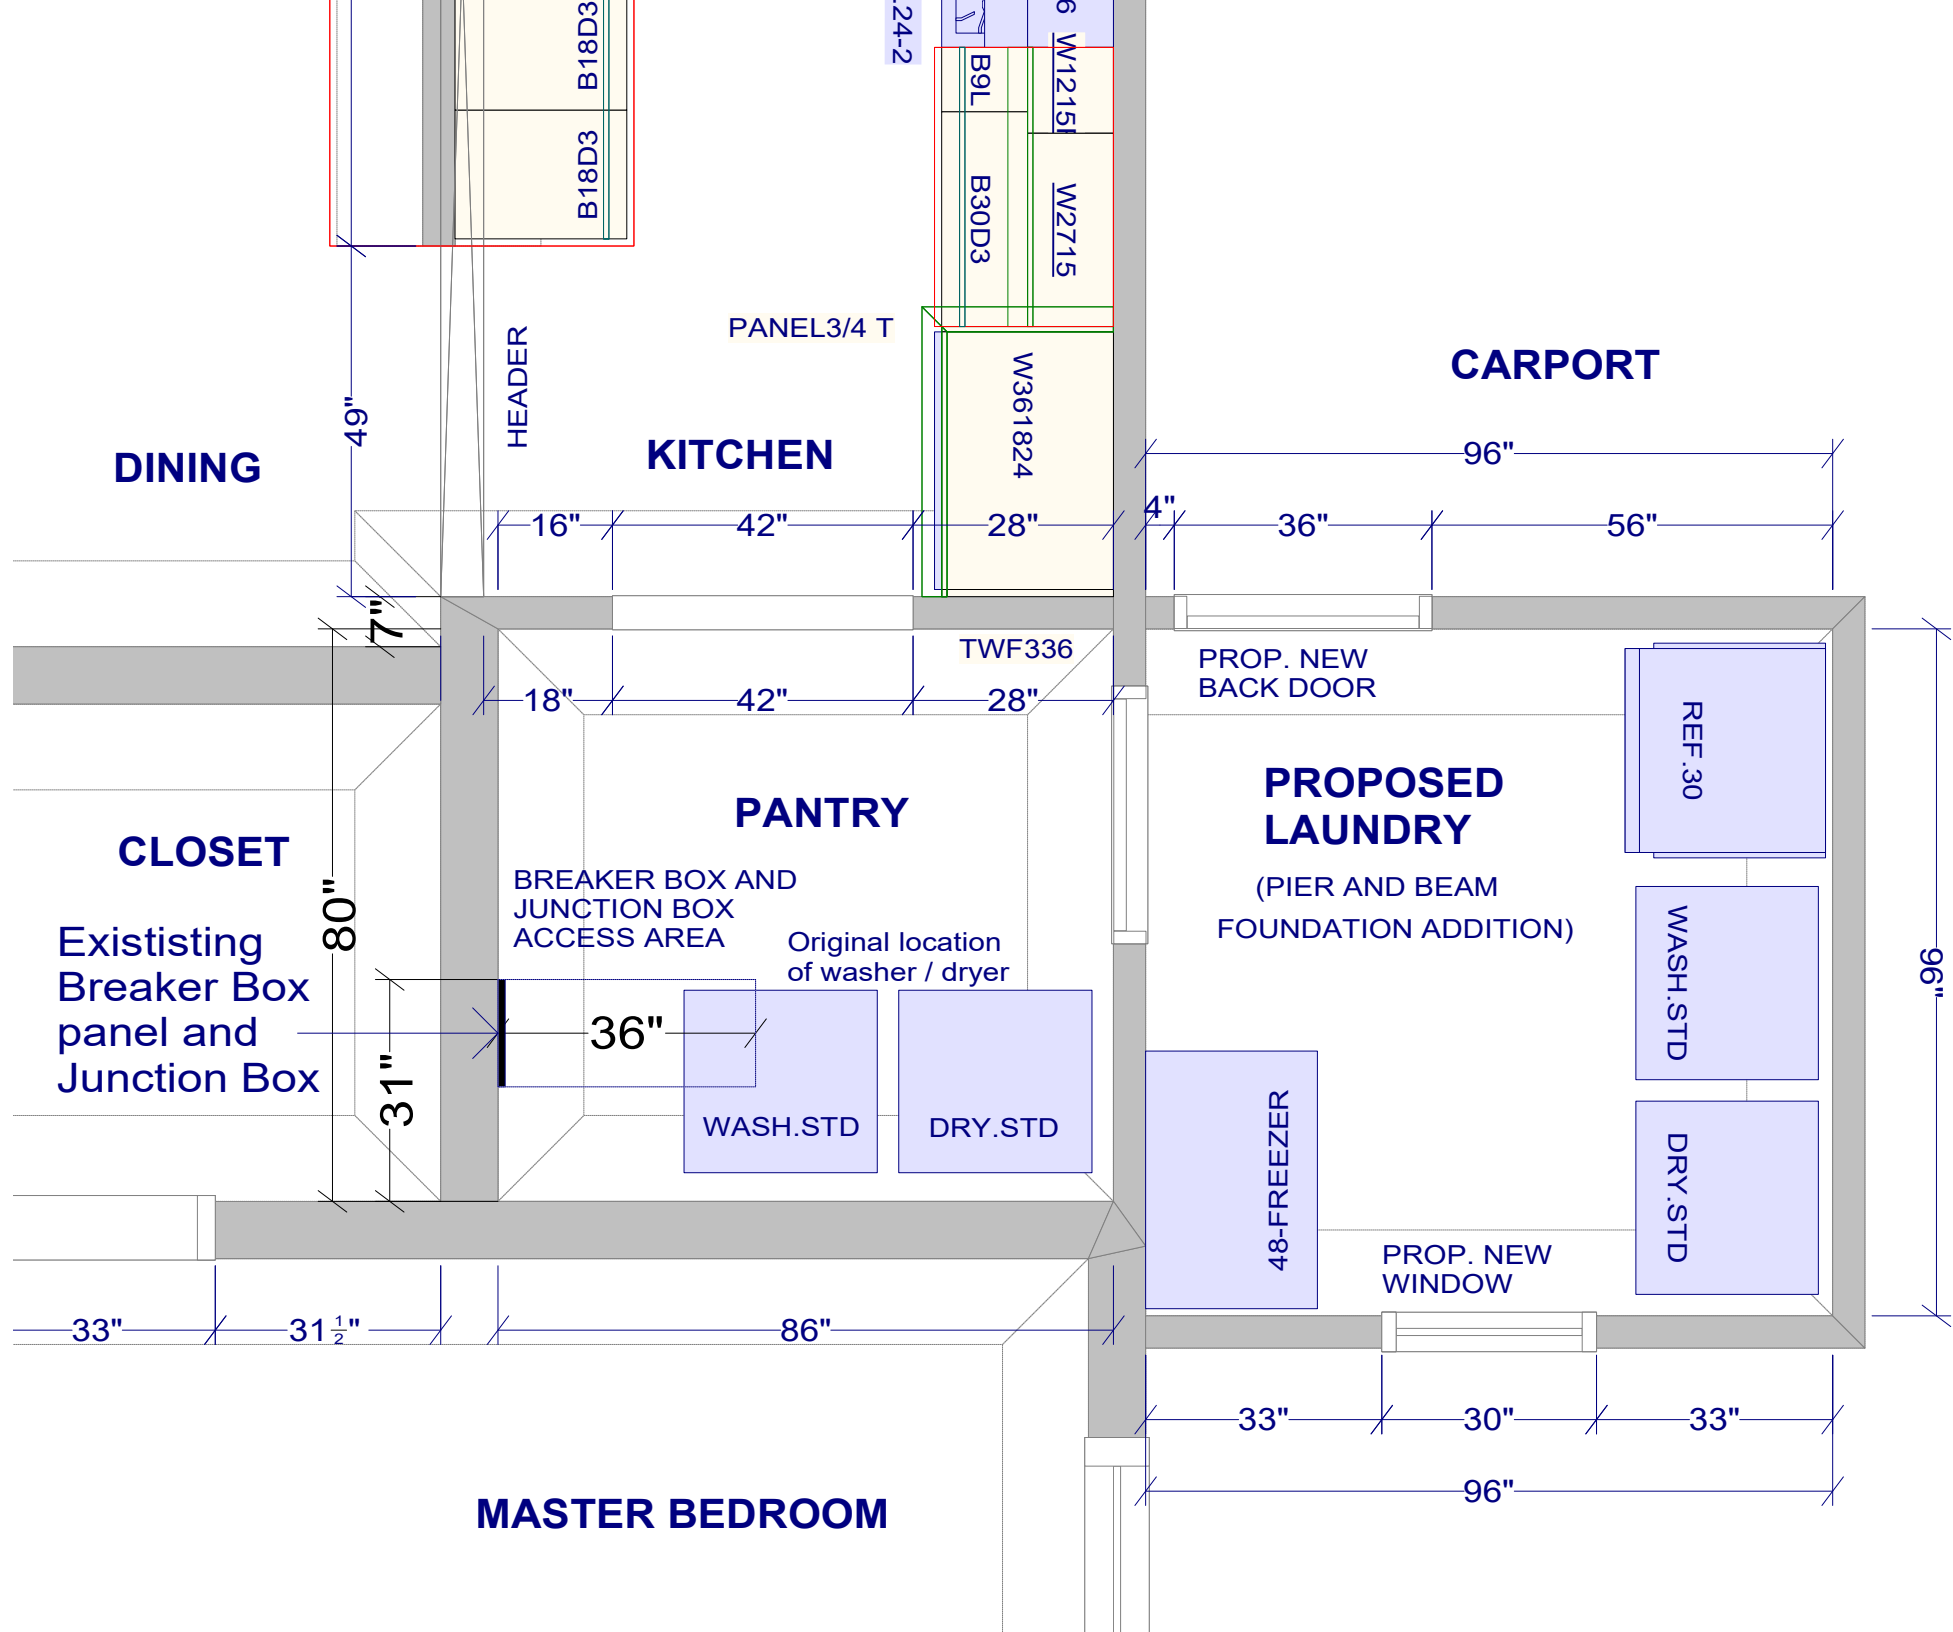 B18D3
B18D3
24-2
B9L
B30D3
6
W1215
W2715
PANEL3/4 T
W361824
HEADER
49"
DINING
KITCHEN
CARPORT
96"
16"
42"
28"
4"
36"
56"
7"
TWF336
18"
42"
28"
PROP. NEW
BACK DOOR
REF.30
PANTRY
PROPOSED
LAUNDRY
(PIER AND BEAM
FOUNDATION ADDITION)
CLOSET
80"
BREAKER BOX AND
JUNCTION BOX
ACCESS AREA
Exististing
Breaker Box
panel and
Junction Box
Original location
of washer / dryer
36"
31"
WASH.STD
DRY.STD
WASH.STD
96"
48-FREEZER
DRY.STD
PROP. NEW
WINDOW
33"
31 1/2"
86"
33"
30"
33"
96"
MASTER BEDROOM